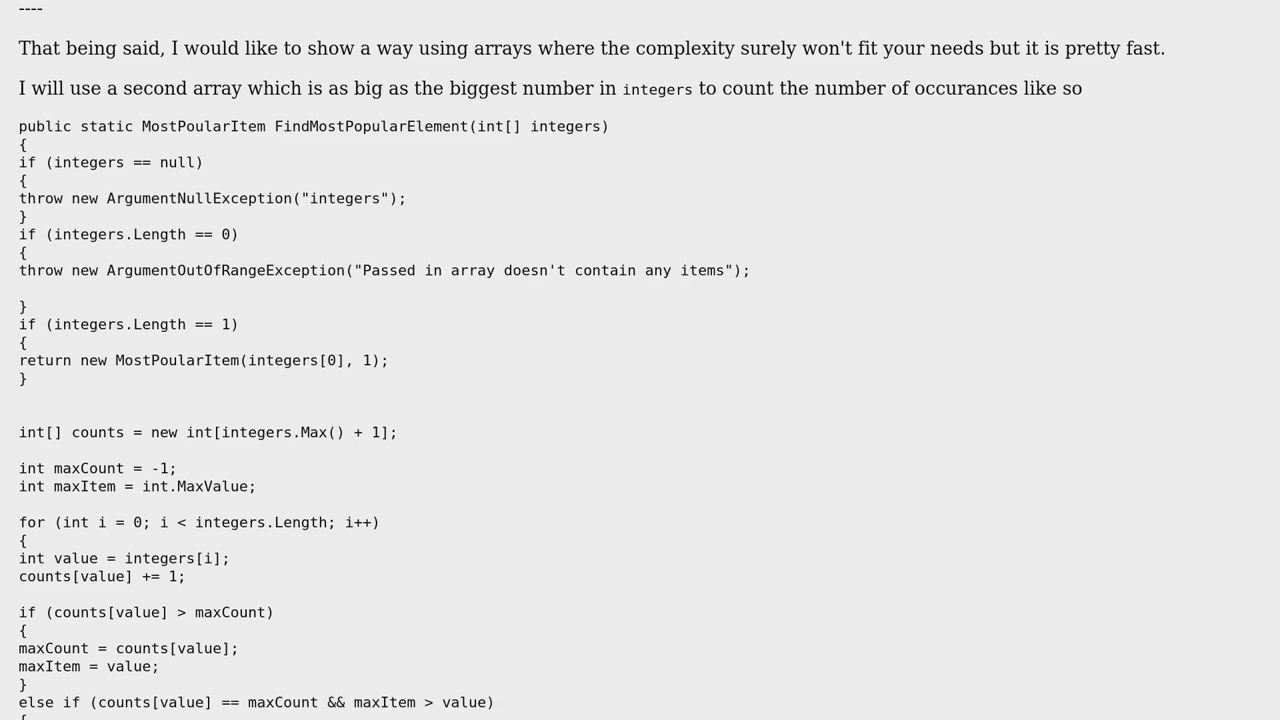 ----
That being said, I would like to show a way using arrays where the complexity surely won't fit your needs but it is pretty fast.
I will use a second array which is as big as the biggest number in integers to count the number of occurances like so
public static MostPoularItem FindMostPopularElement(int[] integers)
{
if (integers == null)
{
throw new ArgumentNullException("integers");
}
if (integers.Length == 0)
{
throw new ArgumentOutOfRangeException("Passed in array doesn't contain any items");
}
if (integers.Length == 1)
{
return new MostPoularItem(integers[0], 1);
}
int[] counts = new int[integers.Max() + 1];
int maxCount = -1;
int maxItem = int.MaxValue;
for (int i = 0; i < integers.Length; i++)
{
int value = integers[i];
counts[value] += 1;
if (counts[value] > maxCount)
{
maxCount = counts[value];
maxItem = value;
}
else if (counts[value] == maxCount && maxItem > value)
{